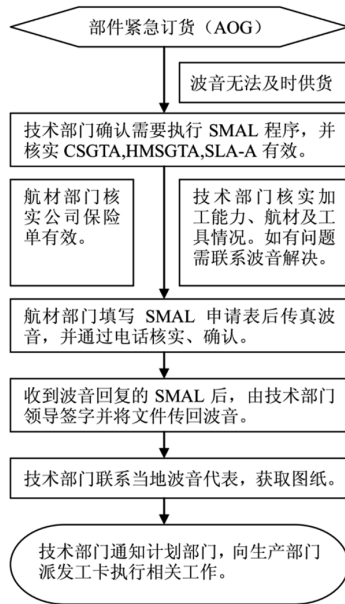 部件紧急订货（AOG）
波音无法及时供货
技术部门确认需要执行 SMAL 程序，并
核实 CSGTA,HMSGTA,SLA-A 有效。
航材部门核
实公司保险
单有效。
技术部门核实加
工能力、航材及工
具情况。如有问题
需联系波音解决。
航材部门填写 SMAL 申请表后传真波
音，并通过电话核实、确认。
收到波音回复的 SMAL 后，由技术部门
领导签字并将文件传回波音。
技术部门联系当地波音代表，获取图纸。
技术部门通知计划部门，向生产部门
派发工卡执行相关工作。